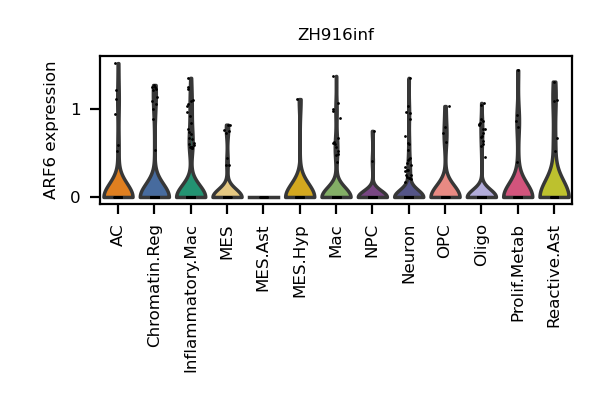 ZH916inf
ARF6 expression
1
0
AC
Chromatin.Reg
Inflammatory.Mac
MES
MES.Ast
MES.Hyp
Mac
NPC
Neuron
OPC
Oligo
Prolif.Metab
Reactive.Ast